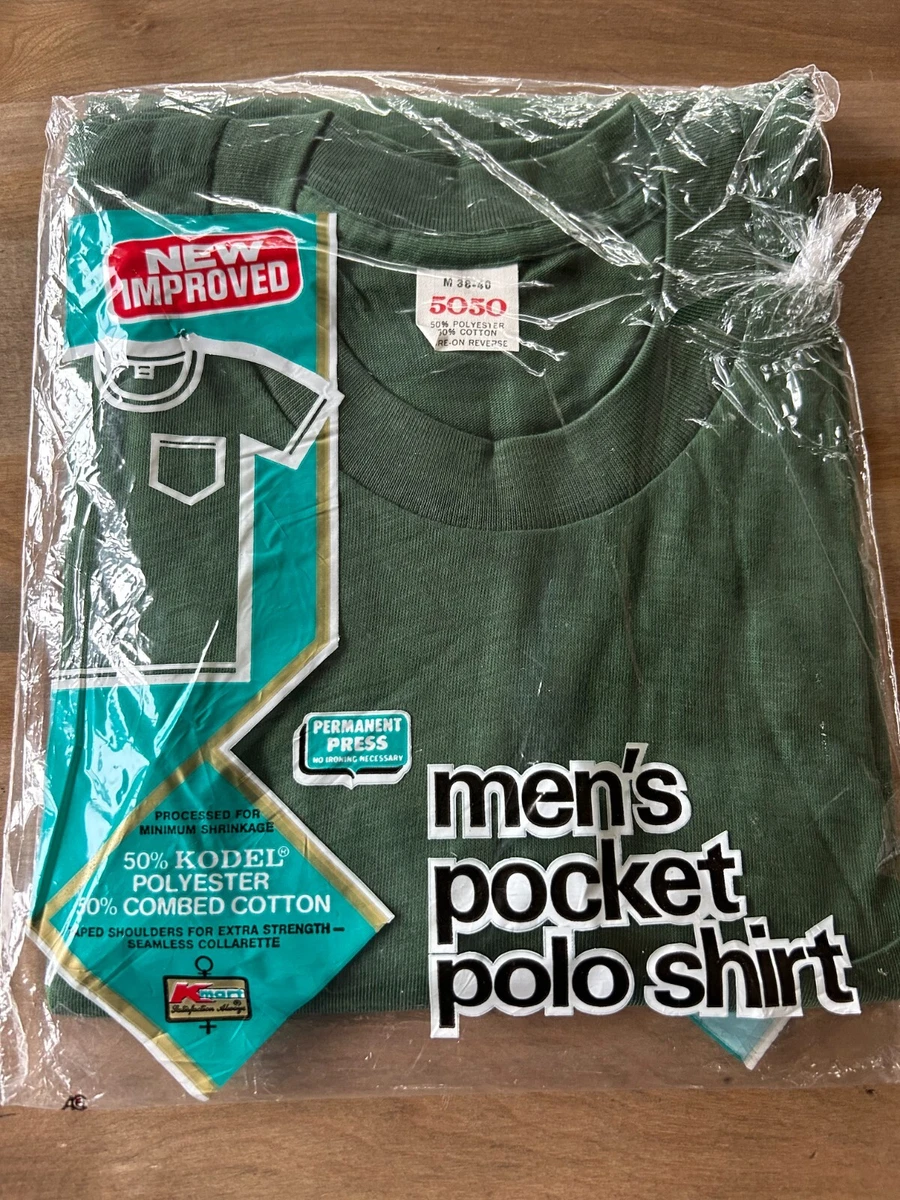 NEW
IMPROVED
M 38-40
5050
50% POLYESTER
50% COTTON
RE-ON REVERSE
PERMANENT
PRESS
NO IRONING NECESSARY
men's
pocket
polo shirt
PROCESSED FOR
MINIMUM SHRINKAGE
50% KODEL®
POLYESTER
50% COMBED COTTON
APED SHOULDERS FOR EXTRA STRENGTH—
SEAMLESS COLLARETTE
Kmart®
Satisfaction Always